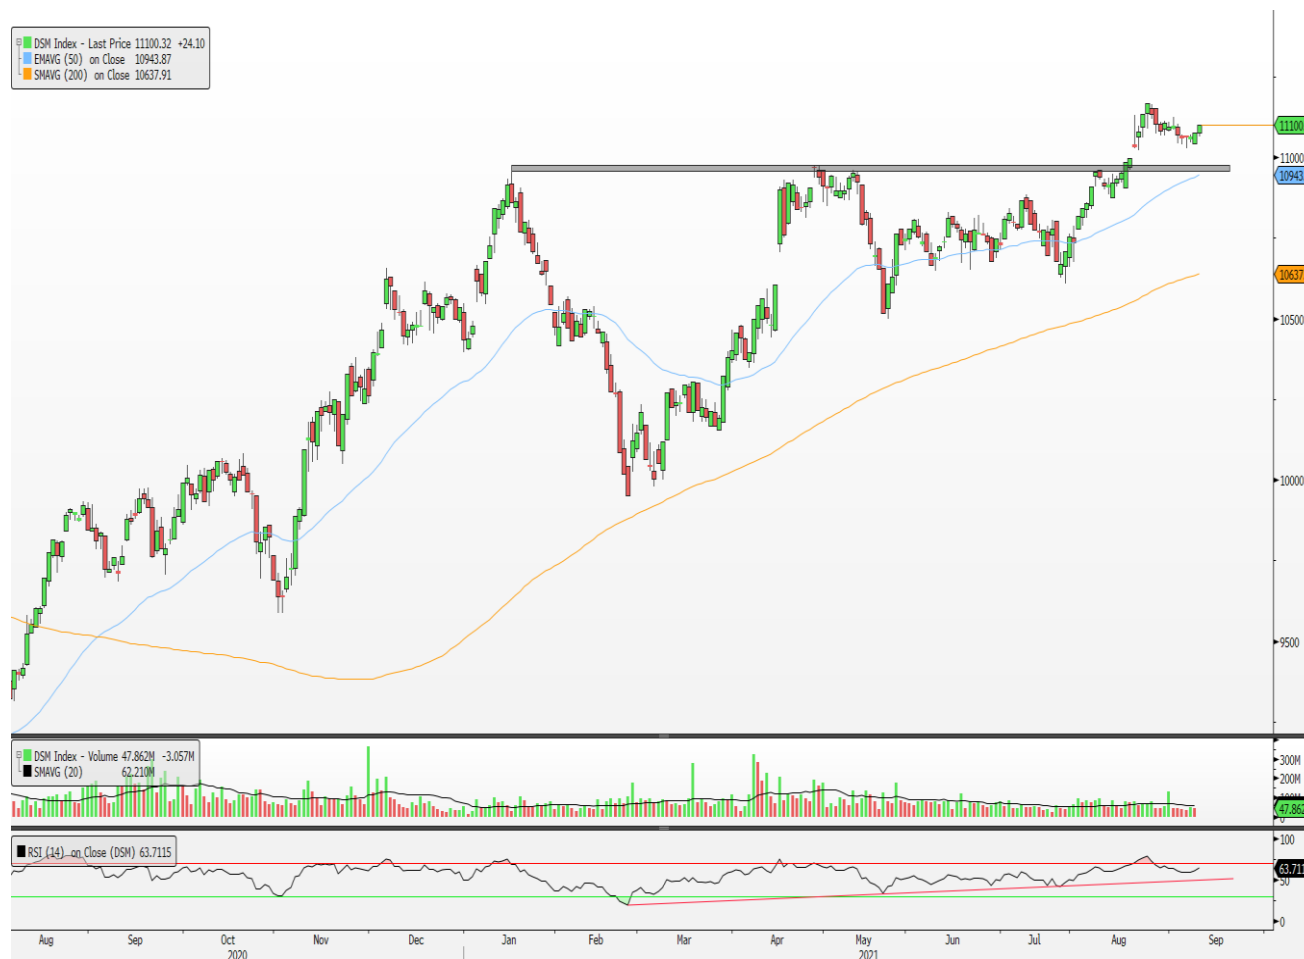 DSM Index - Last Price 11100.32 +24.10
EMAVG (50) on Close 10943.87
SMAVG (200) on Close 10637.91
11100
11000
10943
10637
10500
10000
9500
DSM Index - Volume 47.862M -3.057M
SMAVG (20) 62.210M
300M
200M
47.862
0
RSI (14) on Close (DSM) 63.7115
100
63.711
50
0
Aug Sep Oct Nov Dec Jan Feb Mar Apr May Jun Jul Aug Sep
2020 2021